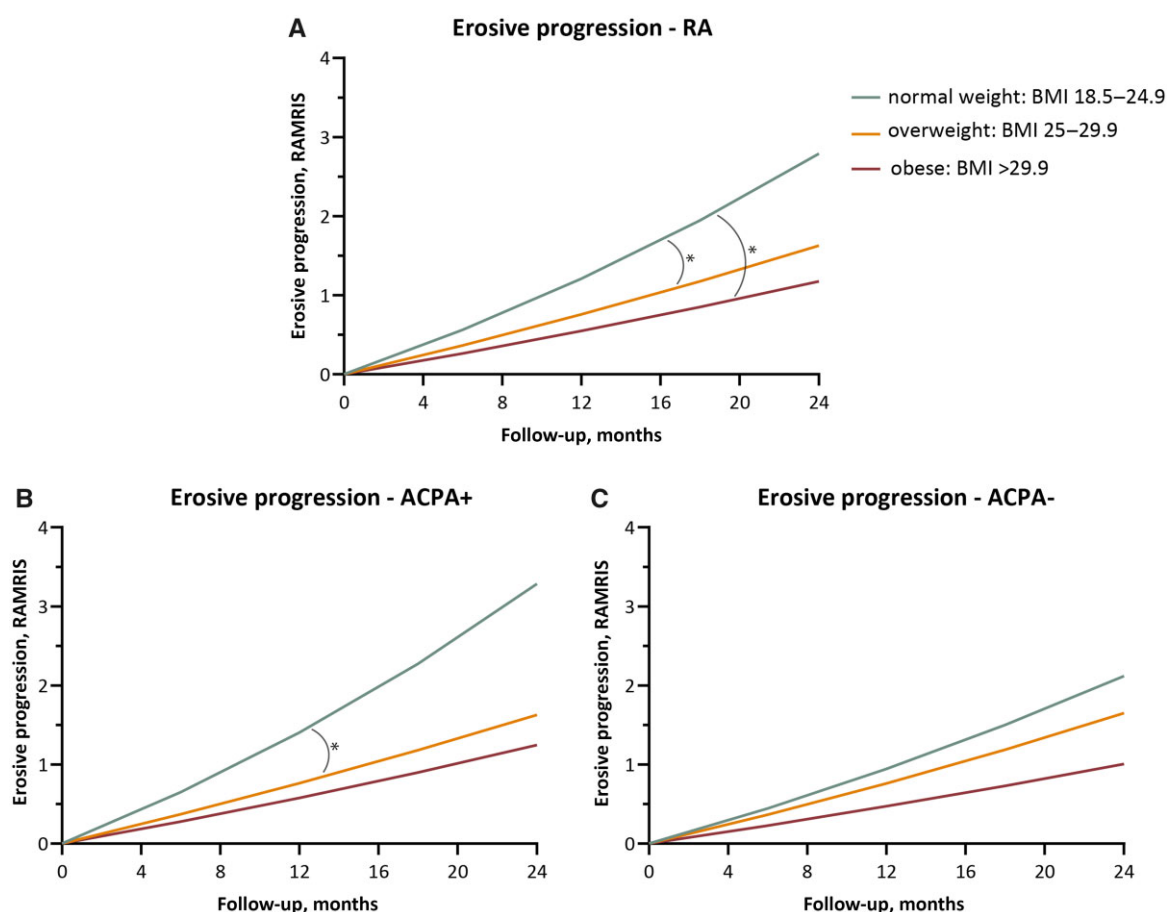 A
Erosive progression - RA
Erosive progression, RAMRIS
4
3
2
1
0
*
*
0 4 8 12 16 20 24
Follow-up, months
normal weight: BMI 18.5–24.9
overweight: BMI 25–29.9
obese: BMI >29.9
B
Erosive progression - ACPA+
Erosive progression, RAMRIS
4
3
2
1
0
*
0 4 8 12 16 20 24
Follow-up, months
C
Erosive progression - ACPA-
Erosive progression, RAMRIS
4
3
2
1
0
0 4 8 12 16 20 24
Follow-up, months